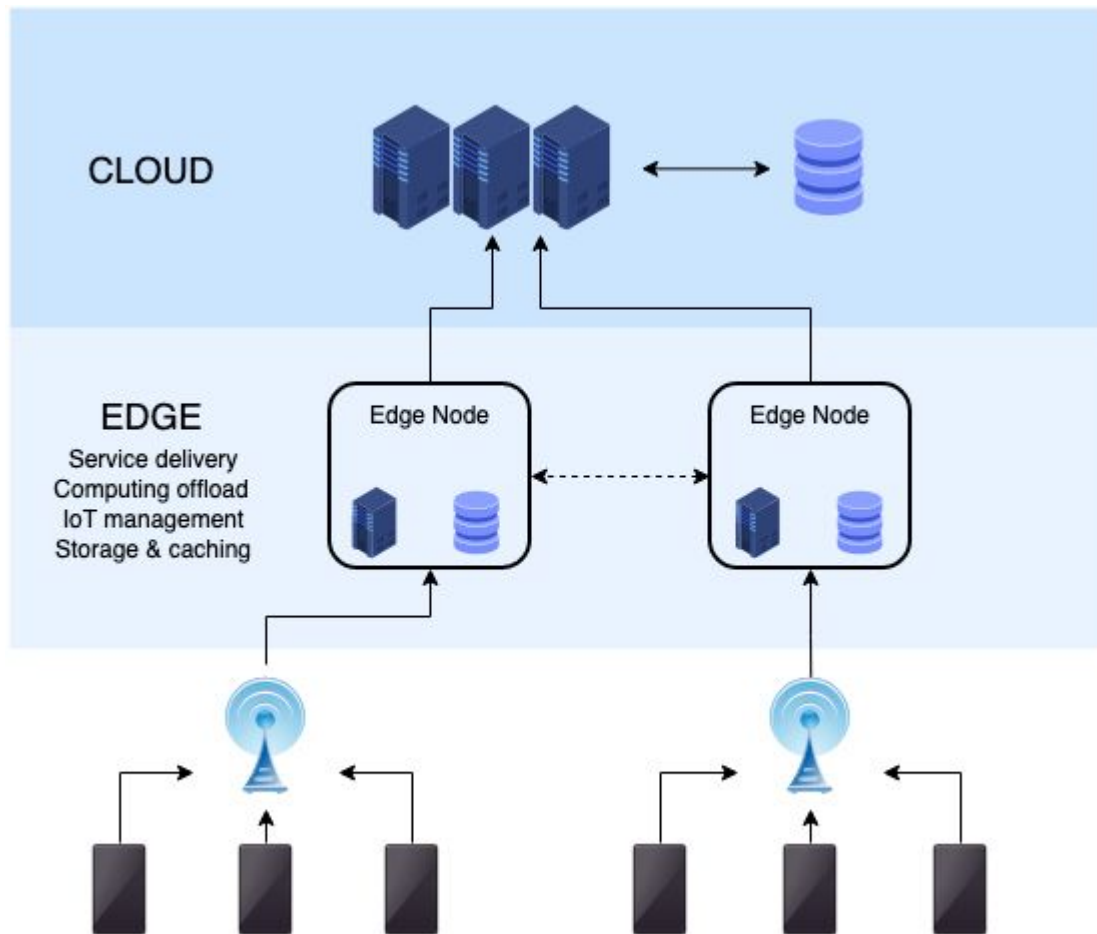 CLOUD
EDGE
Service delivery
Computing offload
IoT management
Storage & caching
Edge Node
Edge Node